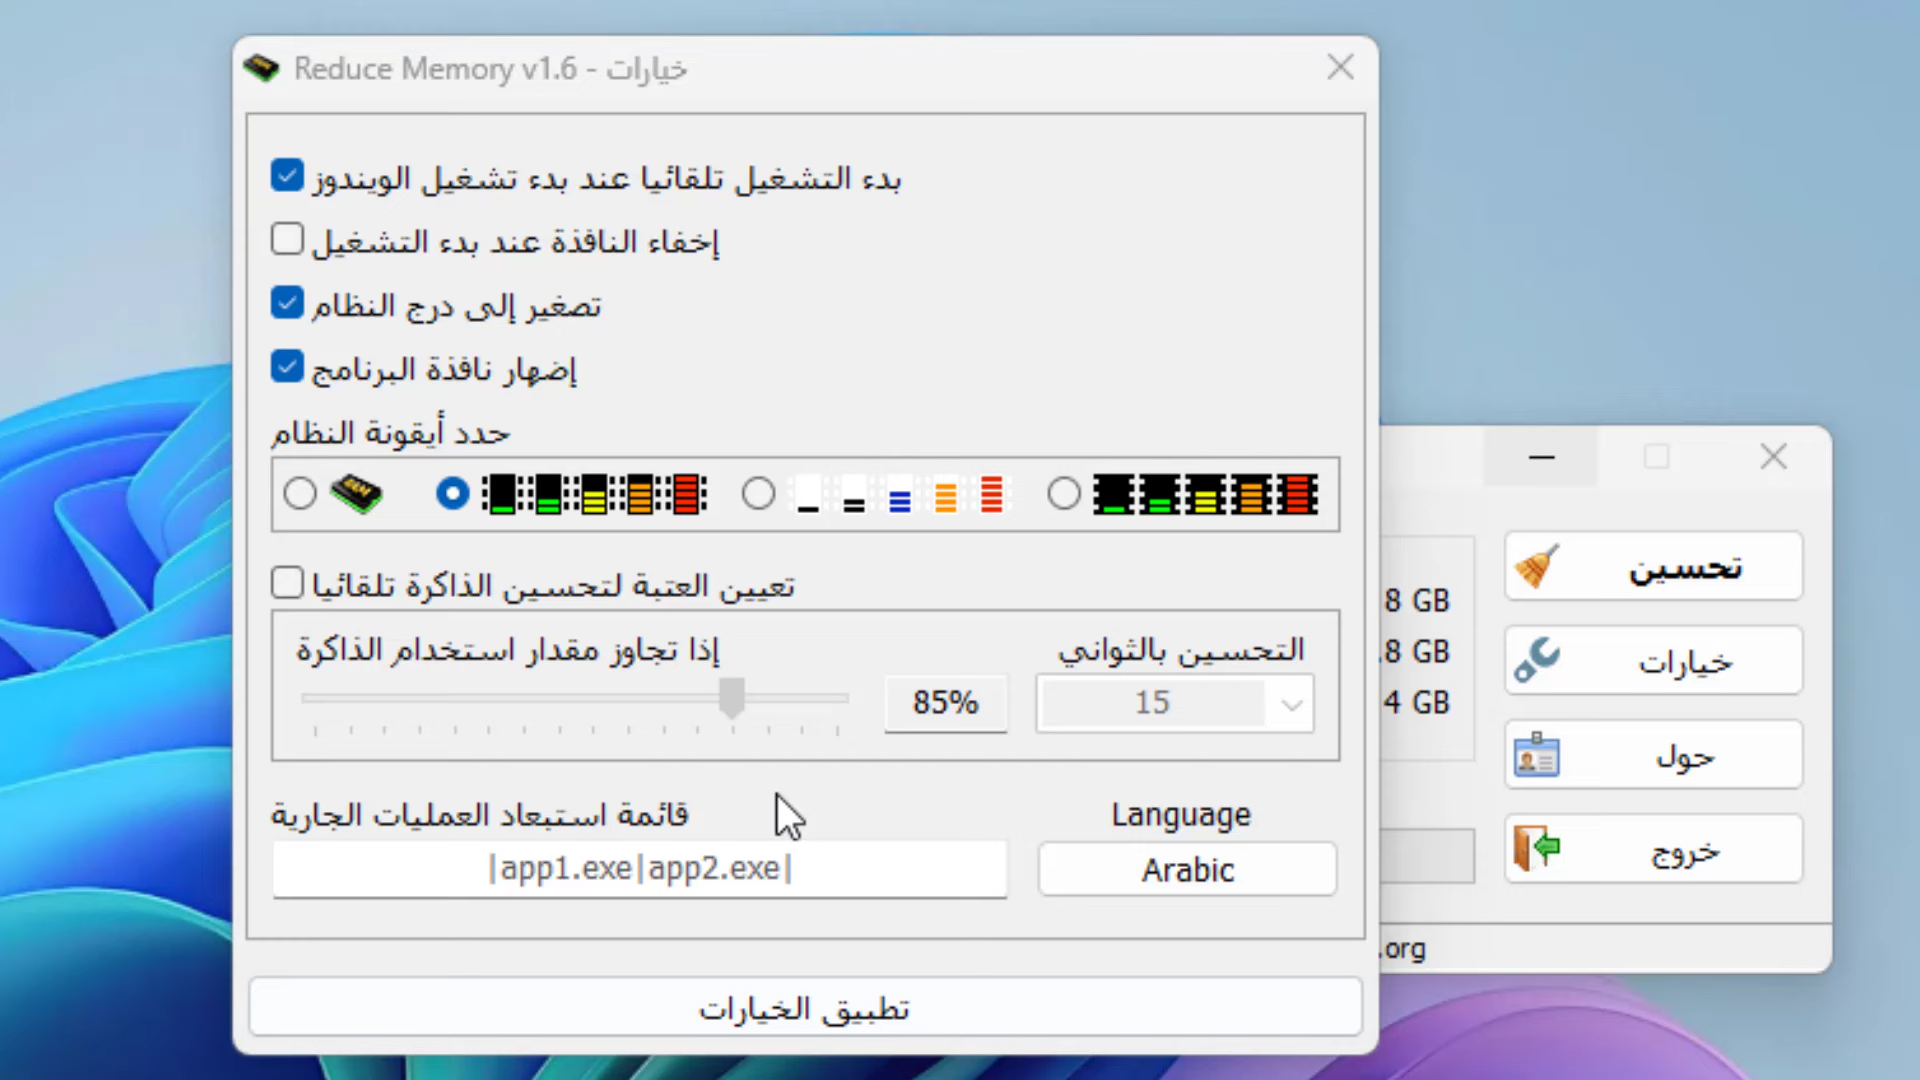 Reduce Memory v1.6 - خيارات
بدء التشغيل تلقائيا عند بدء تشغيل الويندوز
إخفاء النافذة عند بدء التشغيل
تصغير إلى درج النظام
إضهار نافذة البرنامج
حدد أيقونة النظام
تعيين العتبة لتحسين الذاكرة تلقائيا
إذا تجاوز مقدار استخدام الذاكرة
85%
التحسين بالثواني
15
قائمة استبعاد العمليات الجارية
|app1.exe|app2.exe|
Language
Arabic
تطبيق الخيارات
8 GB
.8 GB
4 GB
تحسين
خيارات
حول
خروج
.org